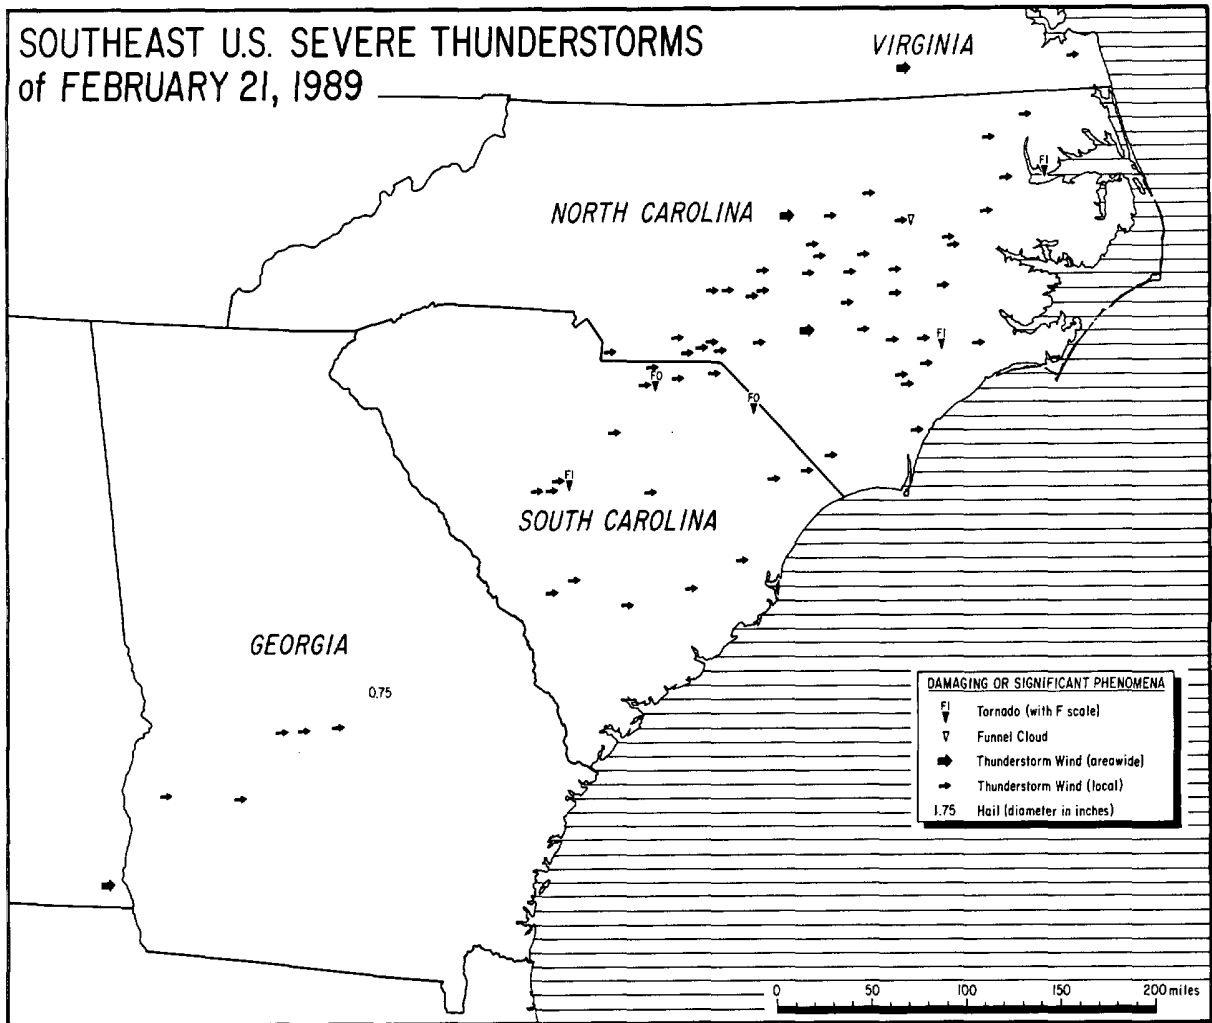 SOUTHEAST U.S. SEVERE THUNDERSTORMS
of FEBRUARY 21, 1989
VIRGINIA
F1
NORTH CAROLINA
F1
F0
F0
F1
SOUTH CAROLINA
GEORGIA
0.75
DAMAGING OR SIGNIFICANT PHENOMENA
F1 Tornado (with F scale)
Funnel Cloud
Thunderstorm Wind (areawide)
Thunderstorm Wind (local)
1.75 Hail (diameter in inches)
0 50 100 150 200 miles